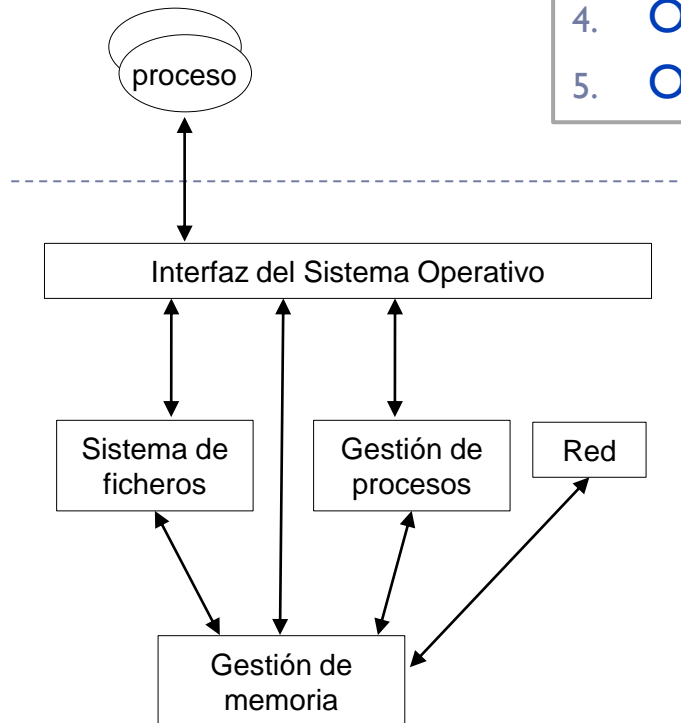 4.
5.
proceso
Interfaz del Sistema Operativo
Sistema de
ficheros
Gestión de
procesos
Red
Gestión de
memoria